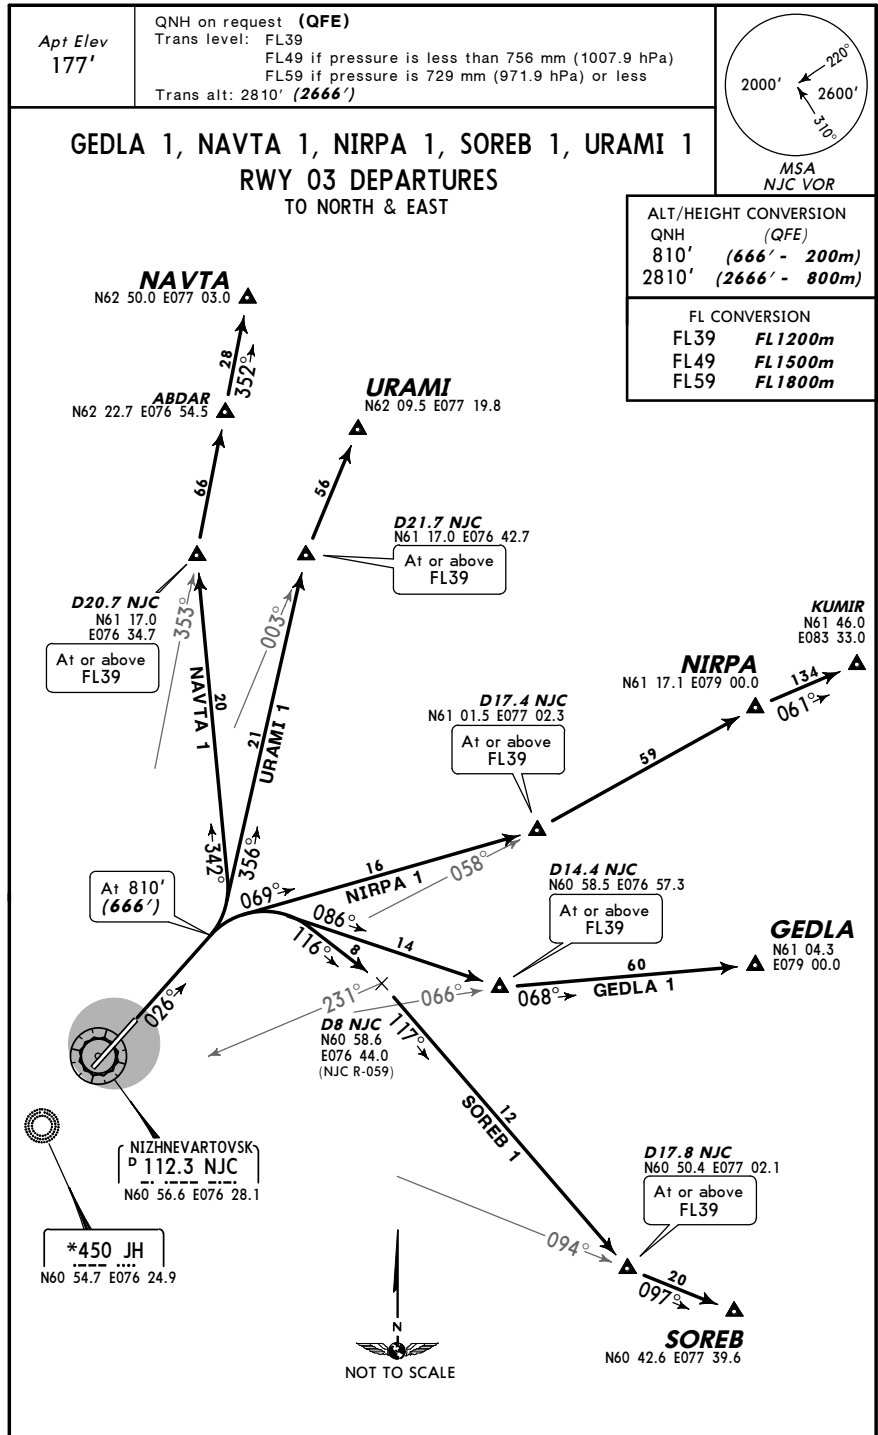 Apt Elev
177'
QNH on request (QFE)
Trans level: FL39
FL49 if pressure is less than 756 mm (1007.9 hPa)
FL59 if pressure is 729 mm (971.9 hPa) or less
Trans alt: 2810' (2666')
220°
2000'
2600'
310°
MSA
NJC VOR
GEDLA 1, NAVTA 1, NIRPA 1, SOREB 1, URAMI 1
RWY 03 DEPARTURES
TO NORTH & EAST
ALT/HEIGHT CONVERSION
QNH (QFE)
810' (666' - 200m)
2810' (2666' - 800m)
FL CONVERSION
FL39 FL1200m
FL49 FL1500m
FL59 FL1800m
NAVTA
N62 50.0 E077 03.0
28
352°
ABDAR
N62 22.7 E076 54.5
URAMI
N62 09.5 E077 19.8
66
56
D21.7 NJC
N61 17.0 E076 42.7
At or above
FL39
D20.7 NJC
N61 17.0
E076 34.7
At or above
FL39
353°
003°
KUMIR
N61 46.0
E083 33.0
NIRPA
N61 17.1 E079 00.0
134
061°
D17.4 NJC
N61 01.5 E077 02.3
At or above
FL39
59
NAVTA 1
20
21
URAMI 1
342°
356°
16
NIRPA 1
058°
069°
At 810'
(666')
D14.4 NJC
N60 58.5 E076 57.3
At or above
FL39
086°
14
116°
8
GEDLA
N61 04.3
E079 00.0
60
068°
GEDLA 1
026°
231°
066°
D8 NJC
N60 58.6
E076 44.0
(NJC R-059)
117°
12
SOREB 1
NIZHNEVARTOVSK
D 112.3 NJC
N60 56.6 E076 28.1
D17.8 NJC
N60 50.4 E077 02.1
At or above
FL39
*450 JH
N60 54.7 E076 24.9
094°
20
097°
SOREB
N60 42.6 E077 39.6
N
NOT TO SCALE